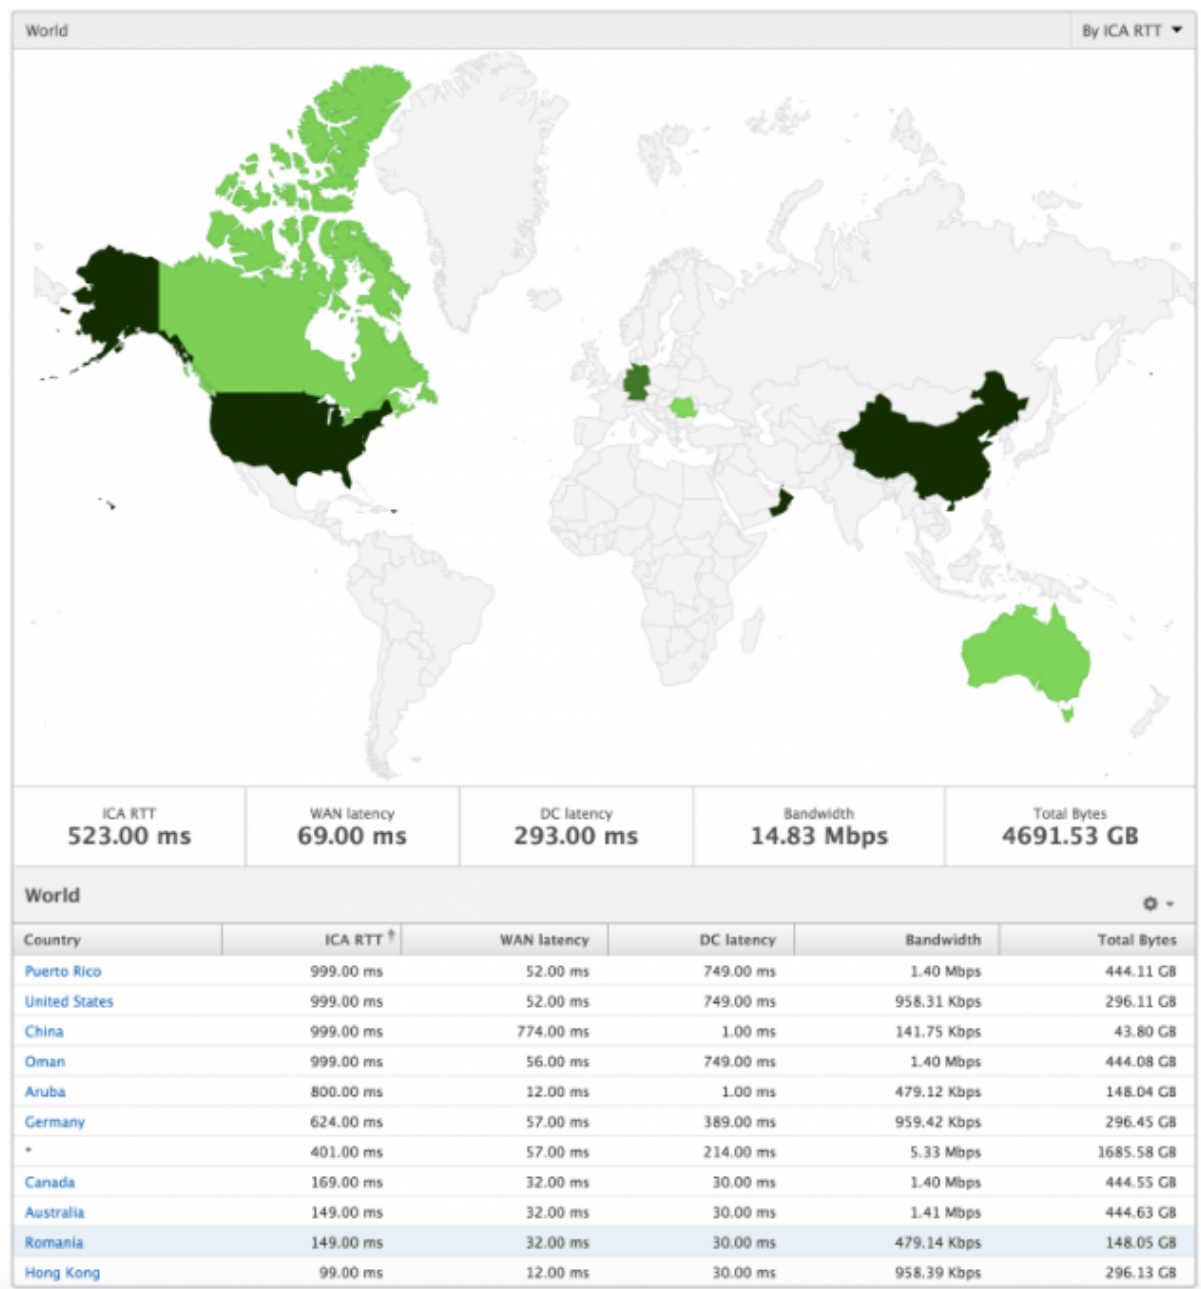 World By ICA RTT
ICA RTT WAN latency DC latency Bandwidth Total Bytes
523.00 ms 69.00 ms 293.00 ms 14.83 Mbps 4691.53 GB
World
Country ICA RTT WAN latency DC latency Bandwidth Total Bytes
Puerto Rico 999.00 ms 52.00 ms 749.00 ms 1.40 Mbps 444.11 GB
United States 999.00 ms 52.00 ms 749.00 ms 958.31 Kbps 296.11 GB
China 999.00 ms 774.00 ms 1.00 ms 141.75 Kbps 43.80 GB
Oman 999.00 ms 56.00 ms 749.00 ms 1.40 Mbps 444.08 GB
Aruba 800.00 ms 12.00 ms 1.00 ms 479.12 Kbps 148.04 GB
Germany 624.00 ms 57.00 ms 389.00 ms 959.42 Kbps 296.45 GB
* 401.00 ms 57.00 ms 214.00 ms 5.33 Mbps 1685.58 GB
Canada 169.00 ms 32.00 ms 30.00 ms 1.40 Mbps 444.55 GB
Australia 149.00 ms 32.00 ms 30.00 ms 1.41 Mbps 444.63 GB
Romania 149.00 ms 32.00 ms 30.00 ms 479.14 Kbps 148.05 GB
Hong Kong 99.00 ms 12.00 ms 30.00 ms 958.39 Kbps 296.13 GB